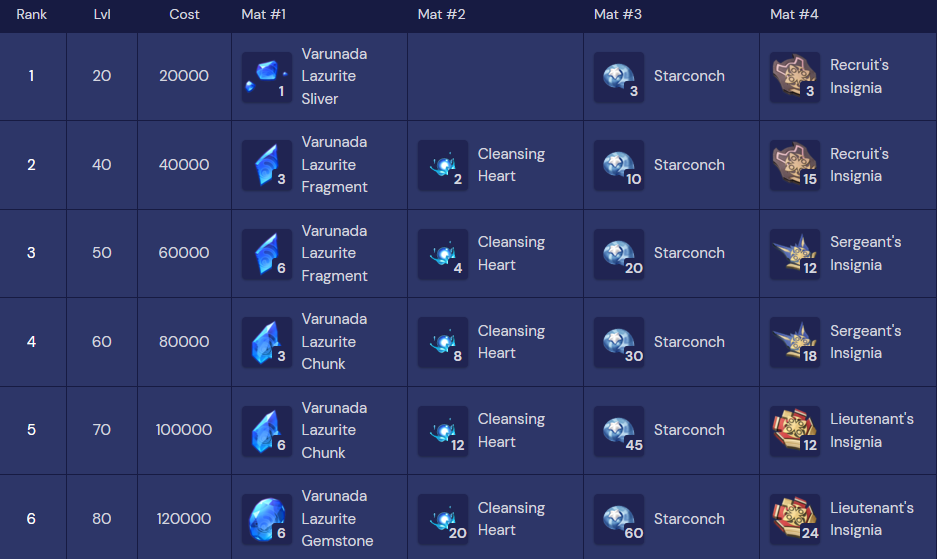 Rank Lvl Cost Mat #1 Mat #2 Mat #3 Mat #4
1 20 20000 1 Varunada Lazurite Sliver 3 Starconch 3 Recruit's Insignia
2 40 40000 3 Varunada Lazurite Fragment 2 Cleansing Heart 10 Starconch 15 Recruit's Insignia
3 50 60000 6 Varunada Lazurite Fragment 4 Cleansing Heart 20 Starconch 12 Sergeant's Insignia
4 60 80000 3 Varunada Lazurite Chunk 8 Cleansing Heart 30 Starconch 18 Sergeant's Insignia
5 70 100000 6 Varunada Lazurite Chunk 12 Cleansing Heart 45 Starconch 12 Lieutenant's Insignia
6 80 120000 6 Varunada Lazurite Gemstone 20 Cleansing Heart 60 Starconch 24 Lieutenant's Insignia